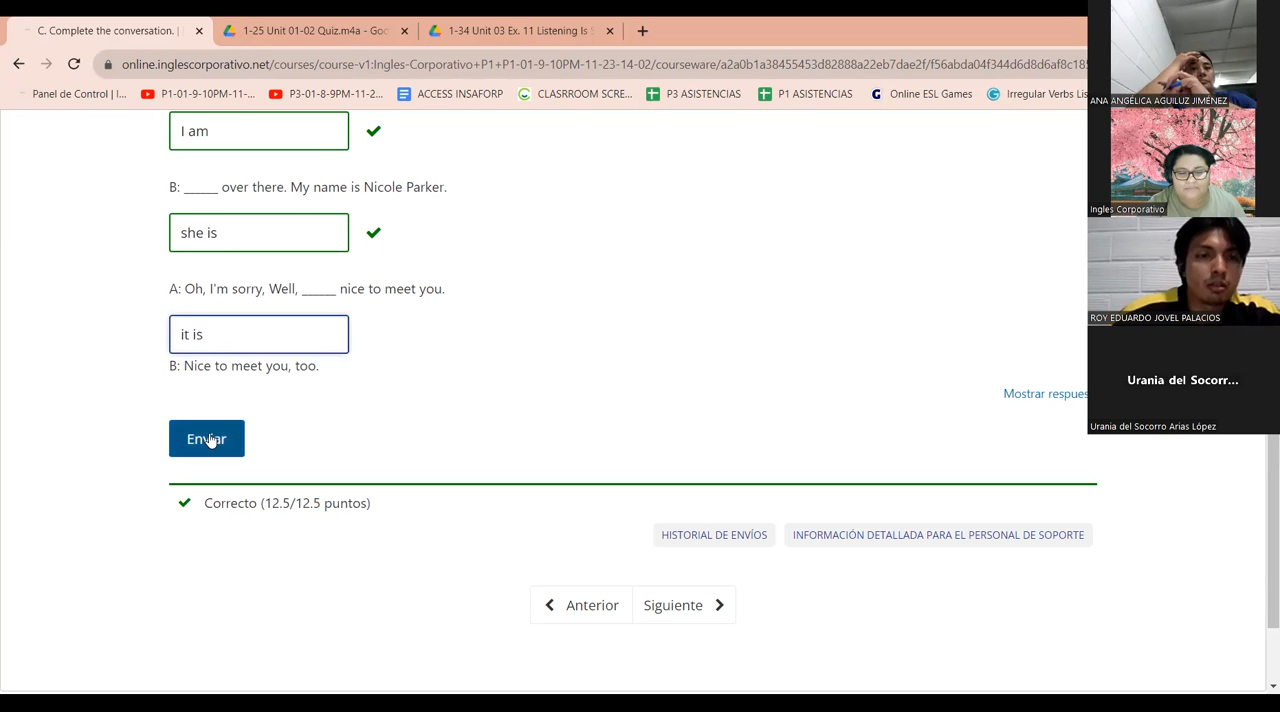 C. Complete the conversation. |
1-25 Unit 01-02 Quiz.m4a - Goo
1-34 Unit 03 Ex. 11 Listening Is S
online.inglescorporativo.net/courses/course-v1:Ingles-Corporativo+P1+P1-01-9-10PM-11-23-14-02/courseware/a2a0b1a38455453d82888a22eb7dae2f/f56abda04f344d6d8d6af8c185
Panel de Control | I...
P1-01-9-10PM-11-...
P3-01-8-9PM-11-2...
ACCESS INSAFORP
CLASRROOM SCRE...
P3 ASISTENCIAS
P1 ASISTENCIAS
Online ESL Games
Irregular Verbs Lis
I am
B: _____ over there. My name is Nicole Parker.
she is
A: Oh, I'm sorry, Well, _____ nice to meet you.
it is
B: Nice to meet you, too.
Mostrar respues
Enviar
Correcto (12.5/12.5 puntos)
HISTORIAL DE ENVÍOS
INFORMACIÓN DETALLADA PARA EL PERSONAL DE SOPORTE
Anterior
Siguiente
ANA ANGÉLICA AGUILUZ JIMÉNEZ
Ingles Corporativo
ROY EDUARDO JOVEL PALACIOS
Urania del Socorr...
Urania del Socorro Arias López